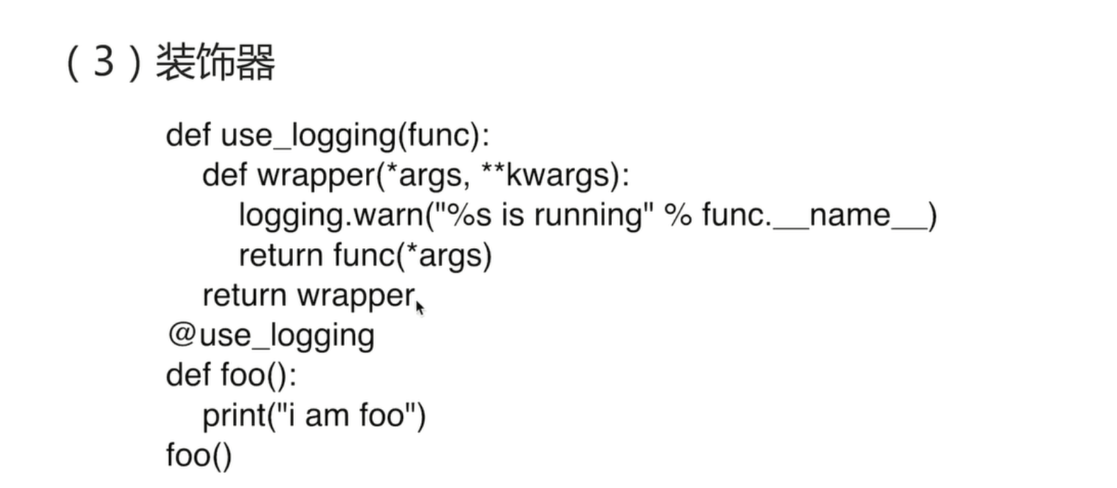 （3）装饰器
def use_logging(func):
    def wrapper(*args, **kwargs):
        logging.warn("%s is running" % func.__name__)
        return func(*args)
    return wrapper
@use_logging
def foo():
    print("i am foo")
foo()